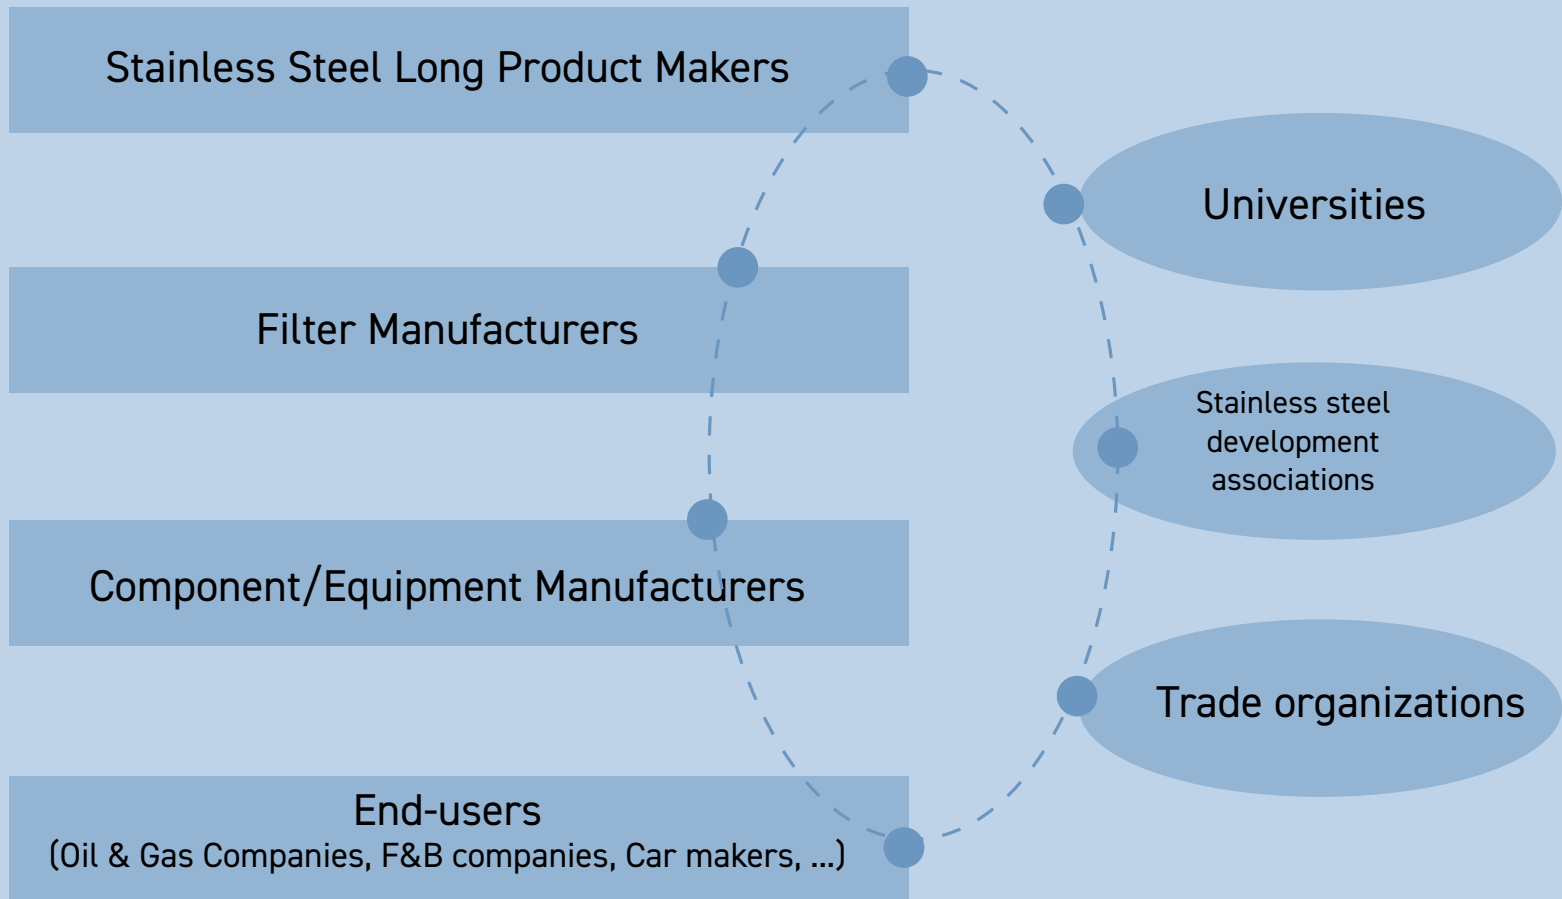 Stainless Steel Long Product Makers
Universities
Filter Manufacturers
Stainless steel
development
associations
Component/Equipment Manufacturers
Trade organizations
End-users
(Oil & Gas Companies, F&B companies, Car makers, ...)